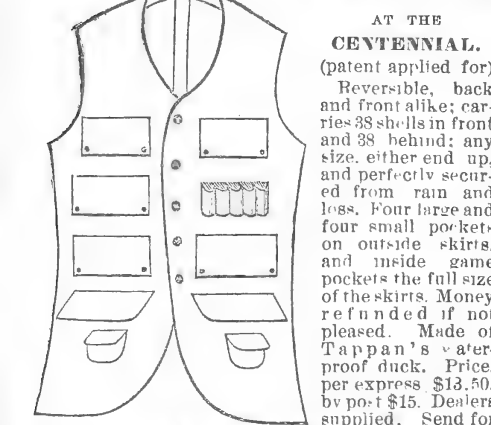 AT THE
CENTENNIAL.
(patent applied for)
Reversible, back
and front alike; car-
ries 38 shells in front
and 38 behind; any
size. either end up,
and perfectly secur-
ed from rain and
loss. Four large and
four small pockets
on outside skirts,
and inside game
pockets the full size
of the skirts. Money
refunded if not
pleased. Made of
Tappan's water-
proof duck. Price,
per express $13.50,
by post $15. Dealers
supplied. Send for